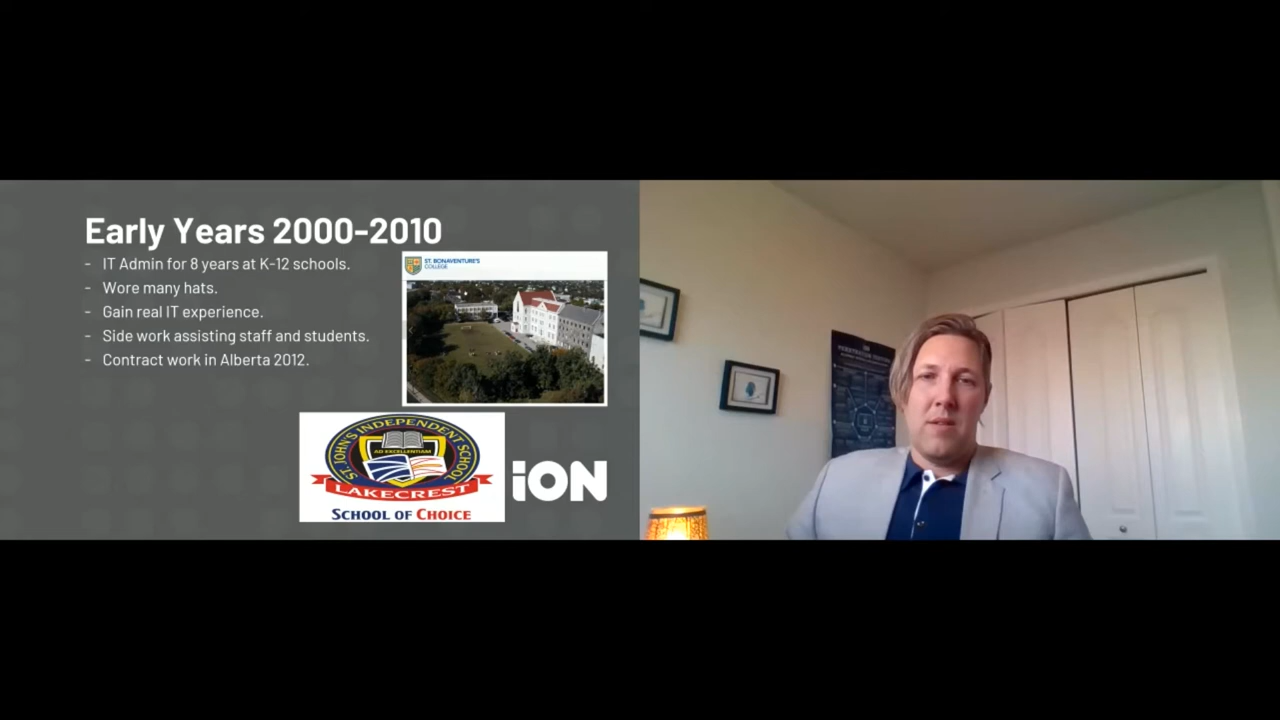 Early Years 2000-2010
- IT Admin for 8 years at K-12 schools.
- Wore many hats.
- Gain real IT experience.
- Side work assisting staff and students.
- Contract work in Alberta 2012.
ST. BONAVENTURE'S
COLLEGE
ST. JOHN'S INDEPENDENT SCHOOL
AD EXCELLENTIAM
LAKECREST
SCHOOL OF CHOICE
iON